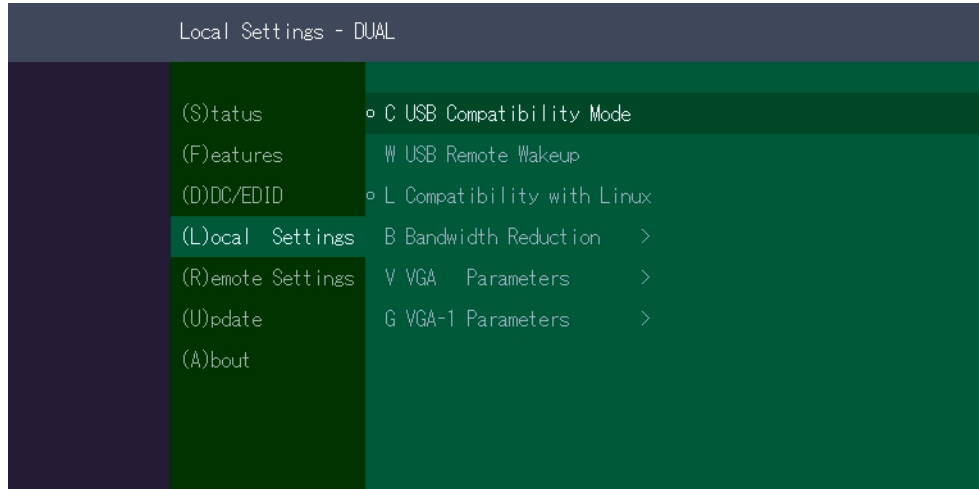 Local Settings - DUAL
(S)tatus
(F)eatures
(D)DC/EDID
(L)ocal Settings
(R)emote Settings
(U)pdate
(A)bout
C USB Compatibility Mode
W USB Remote Wakeup
L Compatibility with Linux
B Bandwidth Reduction >
V VGA Parameters >
G VGA-1 Parameters >